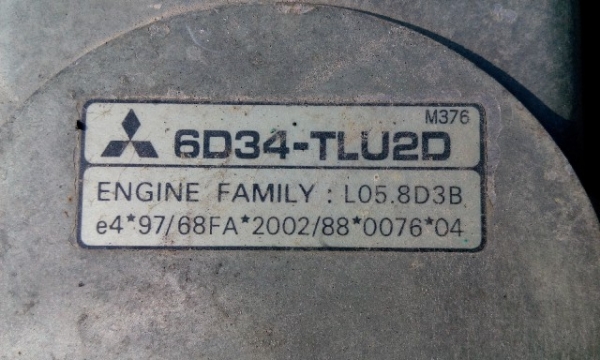 M376
6D34-TLU2D
ENGINE FAMILY : L05.8D3B
e4*97/68FA*2002/88*0076*04